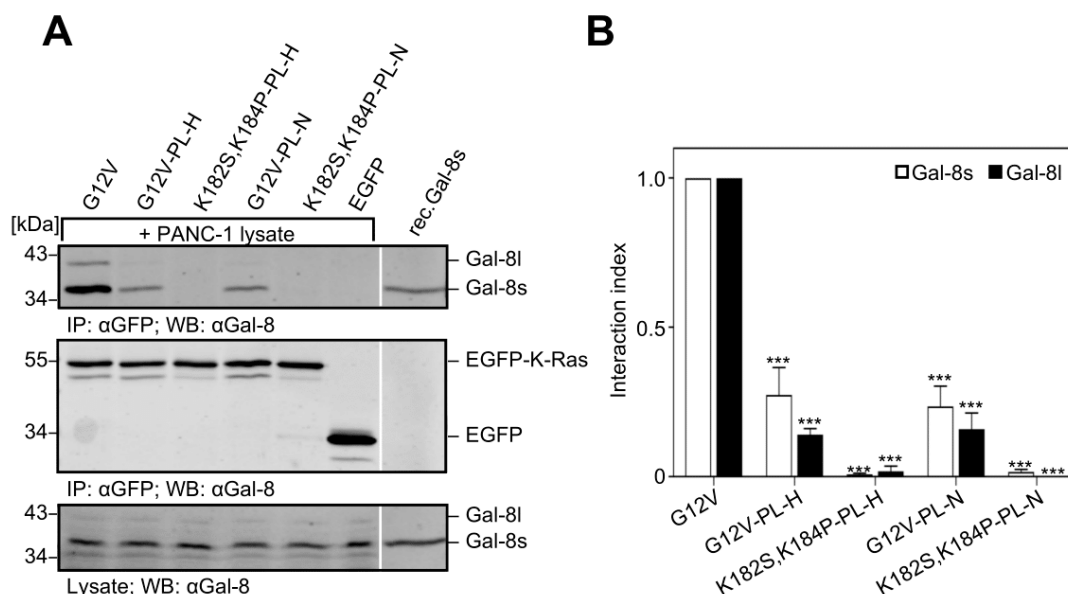 A
G12V
G12V-PL-H
K182S,K184P-PL-H
G12V-PL-N
K182S,K184P-PL-N
EGFP
rec.Gal-8s
[kDa]
+ PANC-1 lysate
43
34
Gal-8l
Gal-8s
IP: αGFP; WB: αGal-8
55
34
EGFP-K-Ras
EGFP
IP: αGFP; WB: αGal-8
43
34
Gal-8l
Gal-8s
Lysate; WB: αGal-8
B
Gal-8s Gal-8l
Interaction index
1.0
0.5
0
***
***
***
***
***
***
***
***
G12V
G12V-PL-H
K182S,K184P-PL-H
G12V-PL-N
K182S,K184P-PL-N